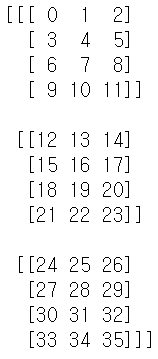 [[[ 0  1  2]
  [ 3  4  5]
  [ 6  7  8]
  [ 9 10 11]]

 [[12 13 14]
  [15 16 17]
  [18 19 20]
  [21 22 23]]

 [[24 25 26]
  [27 28 29]
  [30 31 32]
  [33 34 35]]]